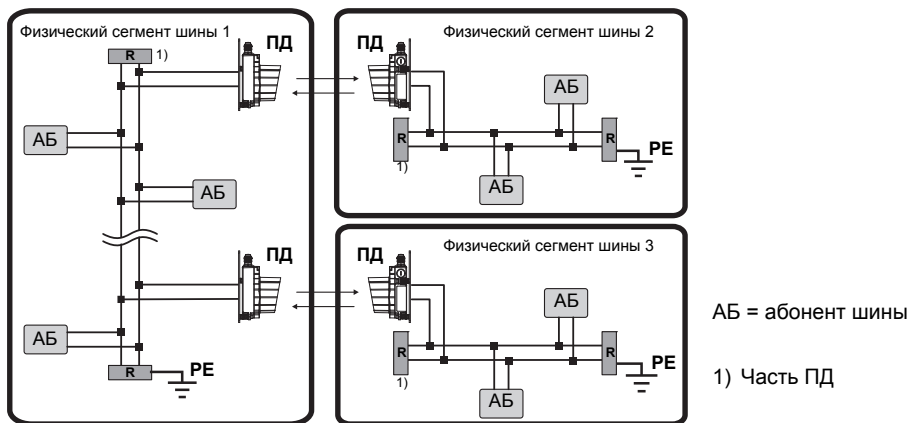 Физический сегмент шины 1
R 1)
ПД
АБ
АБ
ПД
АБ
R
PE
Физический сегмент шины 2
ПД
АБ
R
1)
R
PE
АБ
Физический сегмент шины 3
ПД
АБ
R
1)
R
PE
АБ
АБ = абонент шины
1) Часть ПД